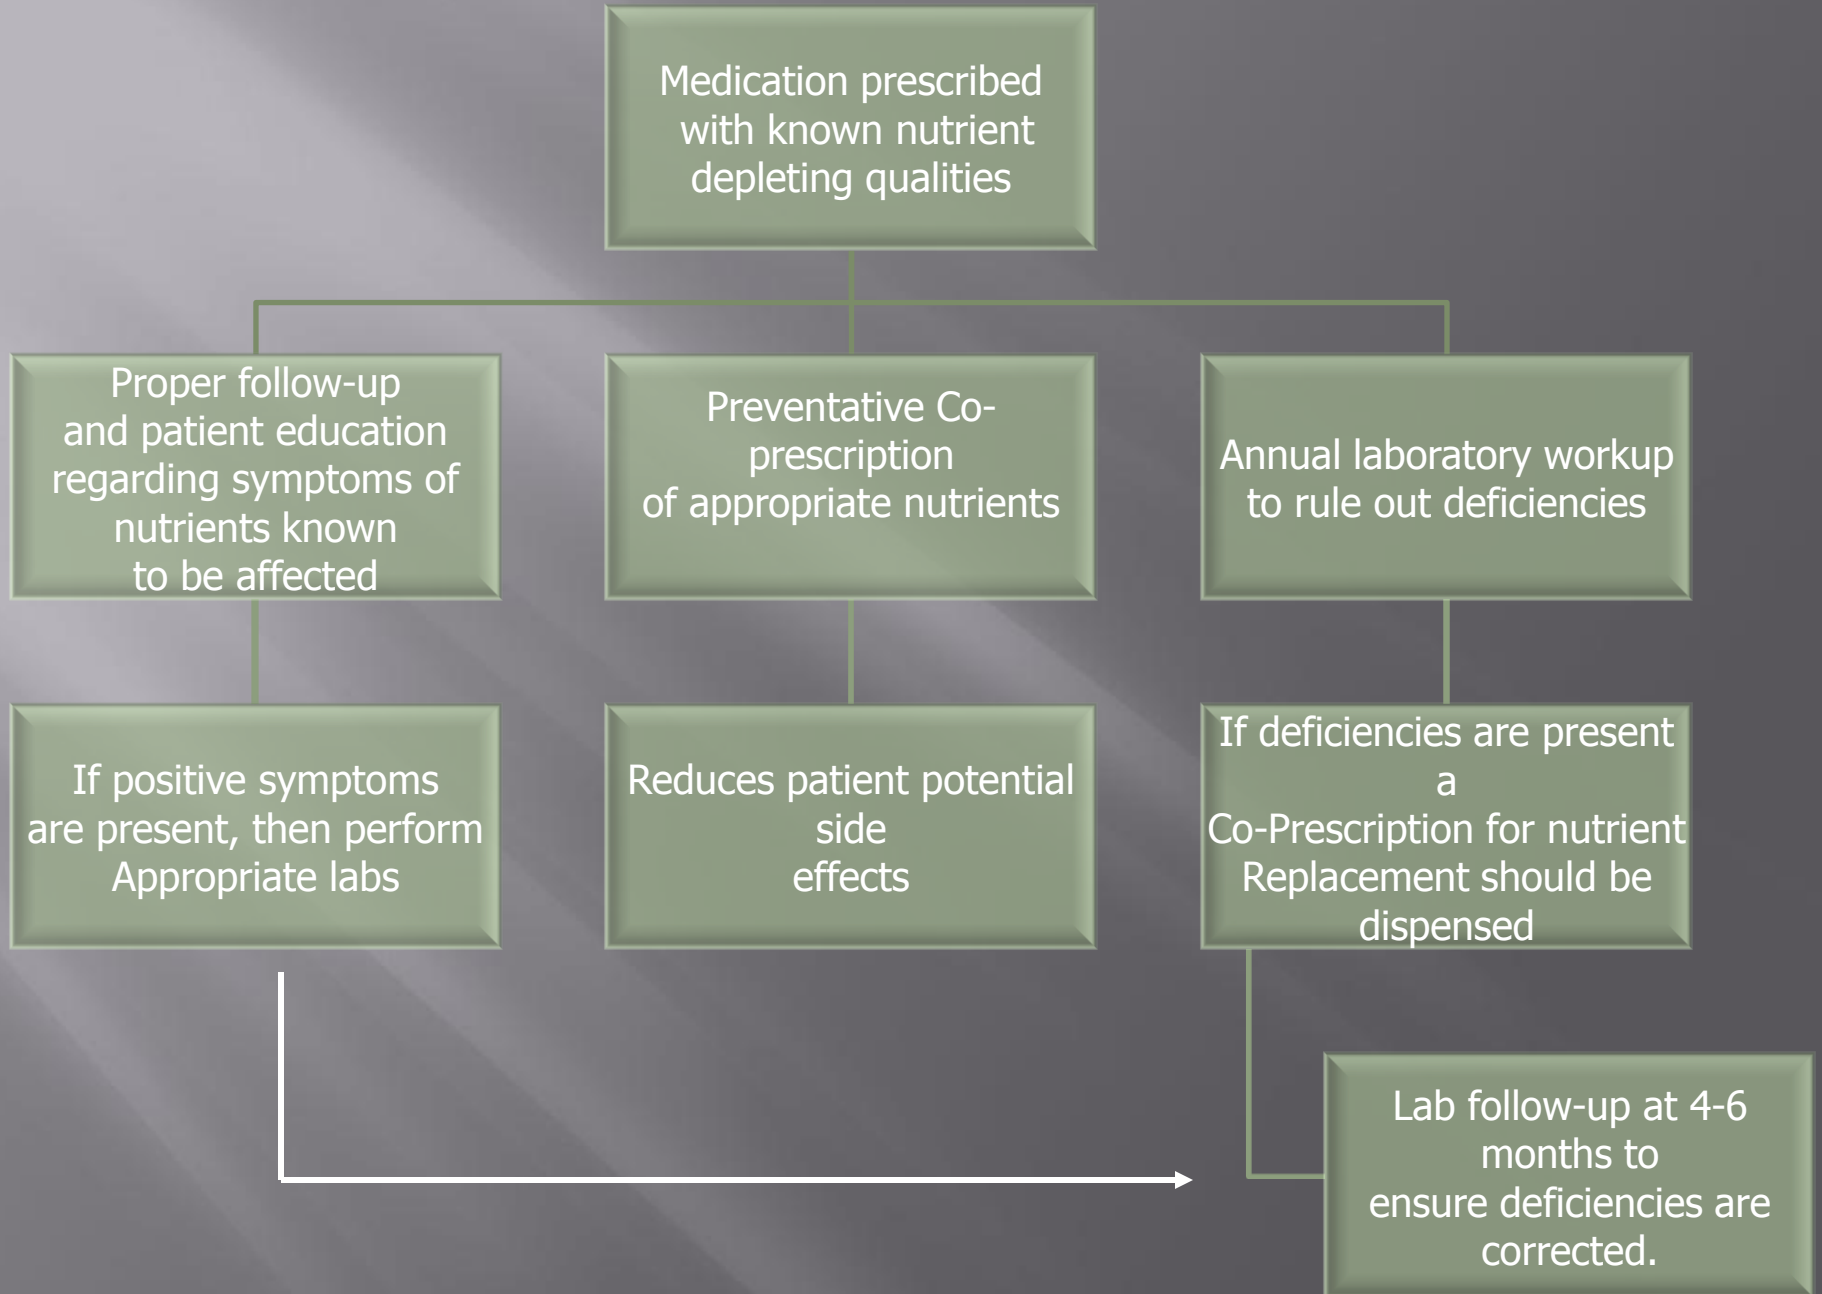 Medication prescribed
with known nutrient
depleting qualities
Proper follow-up
and patient education
regarding symptoms of
nutrients known
to be affected
Preventative Co-
prescription
of appropriate nutrients
Annual laboratory workup
to rule out deficiencies
If positive symptoms
are present, then perform
Appropriate labs
Reduces patient potential
side
effects
If deficiencies are present
a
Co-Prescription for nutrient
Replacement should be
dispensed
Lab follow-up at 4-6
months to
ensure deficiencies are
corrected.